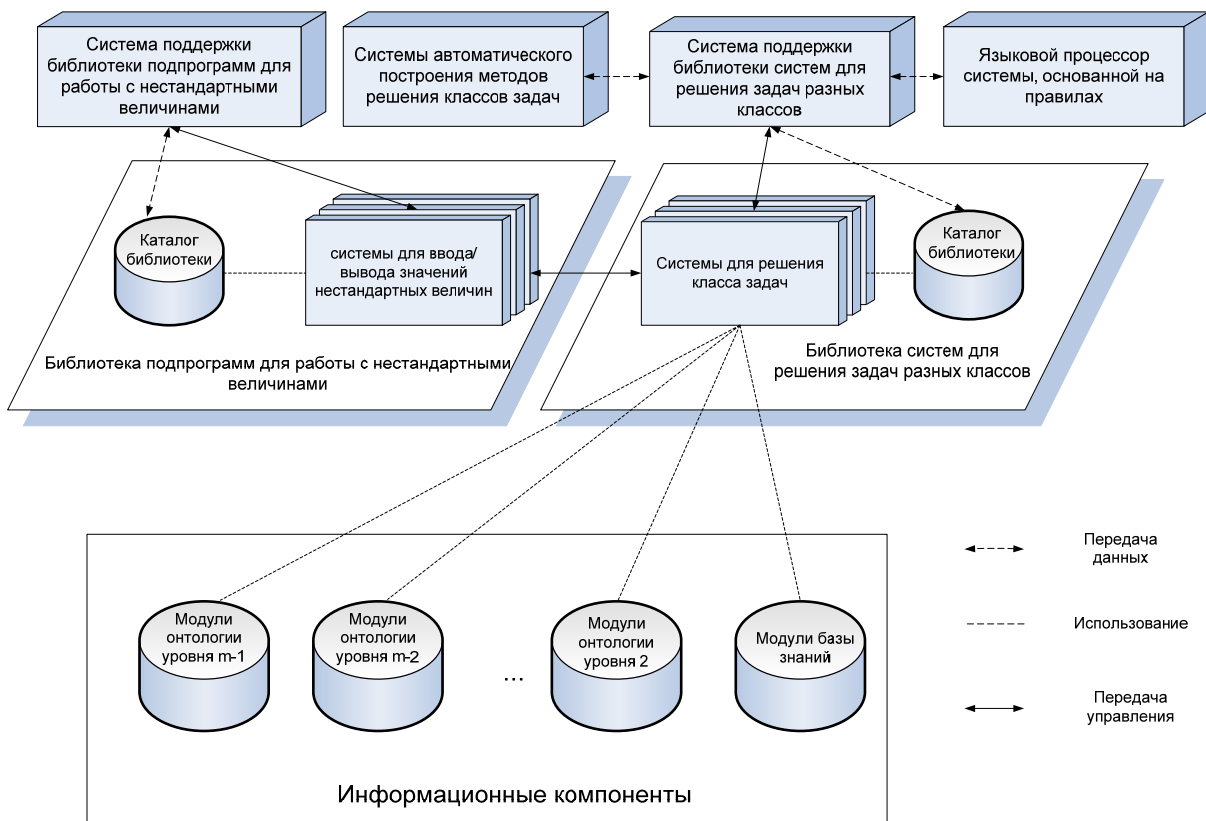 Система поддержки
библиотеки подпрограмм для
работы с нестандартными
величинами
Системы автоматического
построения методов
решения классов задач
Система поддержки
библиотеки систем для
решения задач разных
классов
Языковой процессор
системы, основанной на
правилах
Каталог
библиотеки
системы для ввода/
вывода значений
нестандартных величин
Библиотека подпрограмм для работы с нестандартными
величинами
Системы для решения
класса задач
Каталог
библиотеки
Библиотека систем для
решения задач разных классов
Модули
онтологии
уровня m-1
Модули
онтологии
уровня m-2
...
Модули
онтологии
уровня 2
Модули базы
знаний
Информационные компоненты
Передача
данных
Использование
Передача
управления